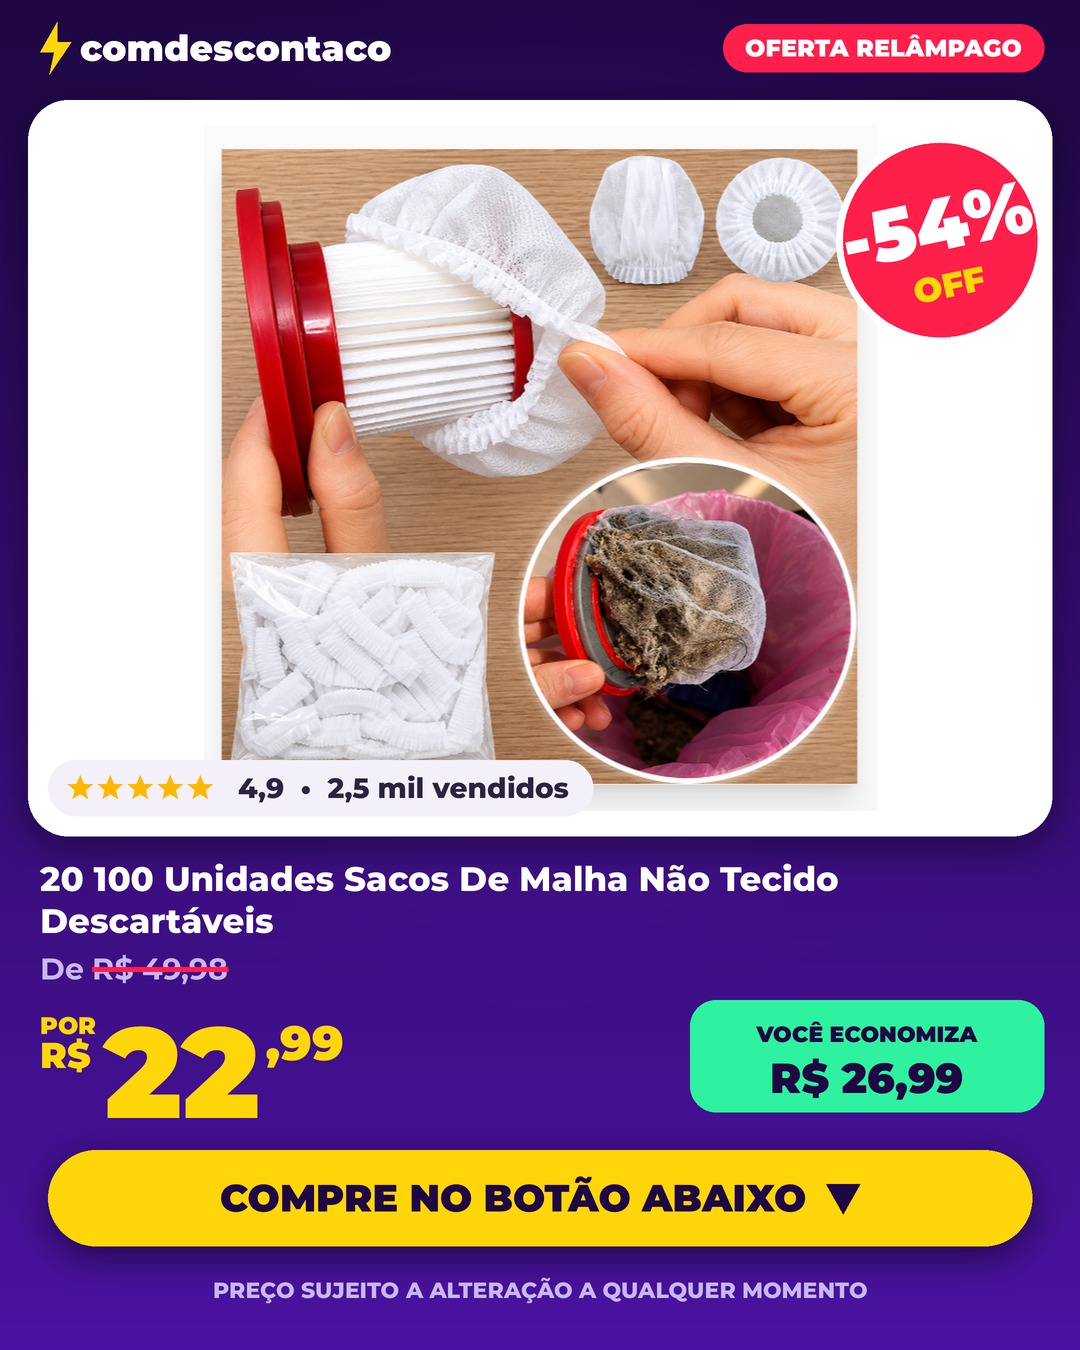 comdescontaco
OFERTA RELÂMPAGO
-54%
OFF
4,9 • 2,5 mil vendidos
20 100 Unidades Sacos De Malha Não Tecido
Descartáveis
De R$ 49,98
POR
R$ 22,99
VOCÊ ECONOMIZA
R$ 26,99
COMPRE NO BOTÃO ABAIXO ▼
PREÇO SUJEITO A ALTERAÇÃO A QUALQUER MOMENTO